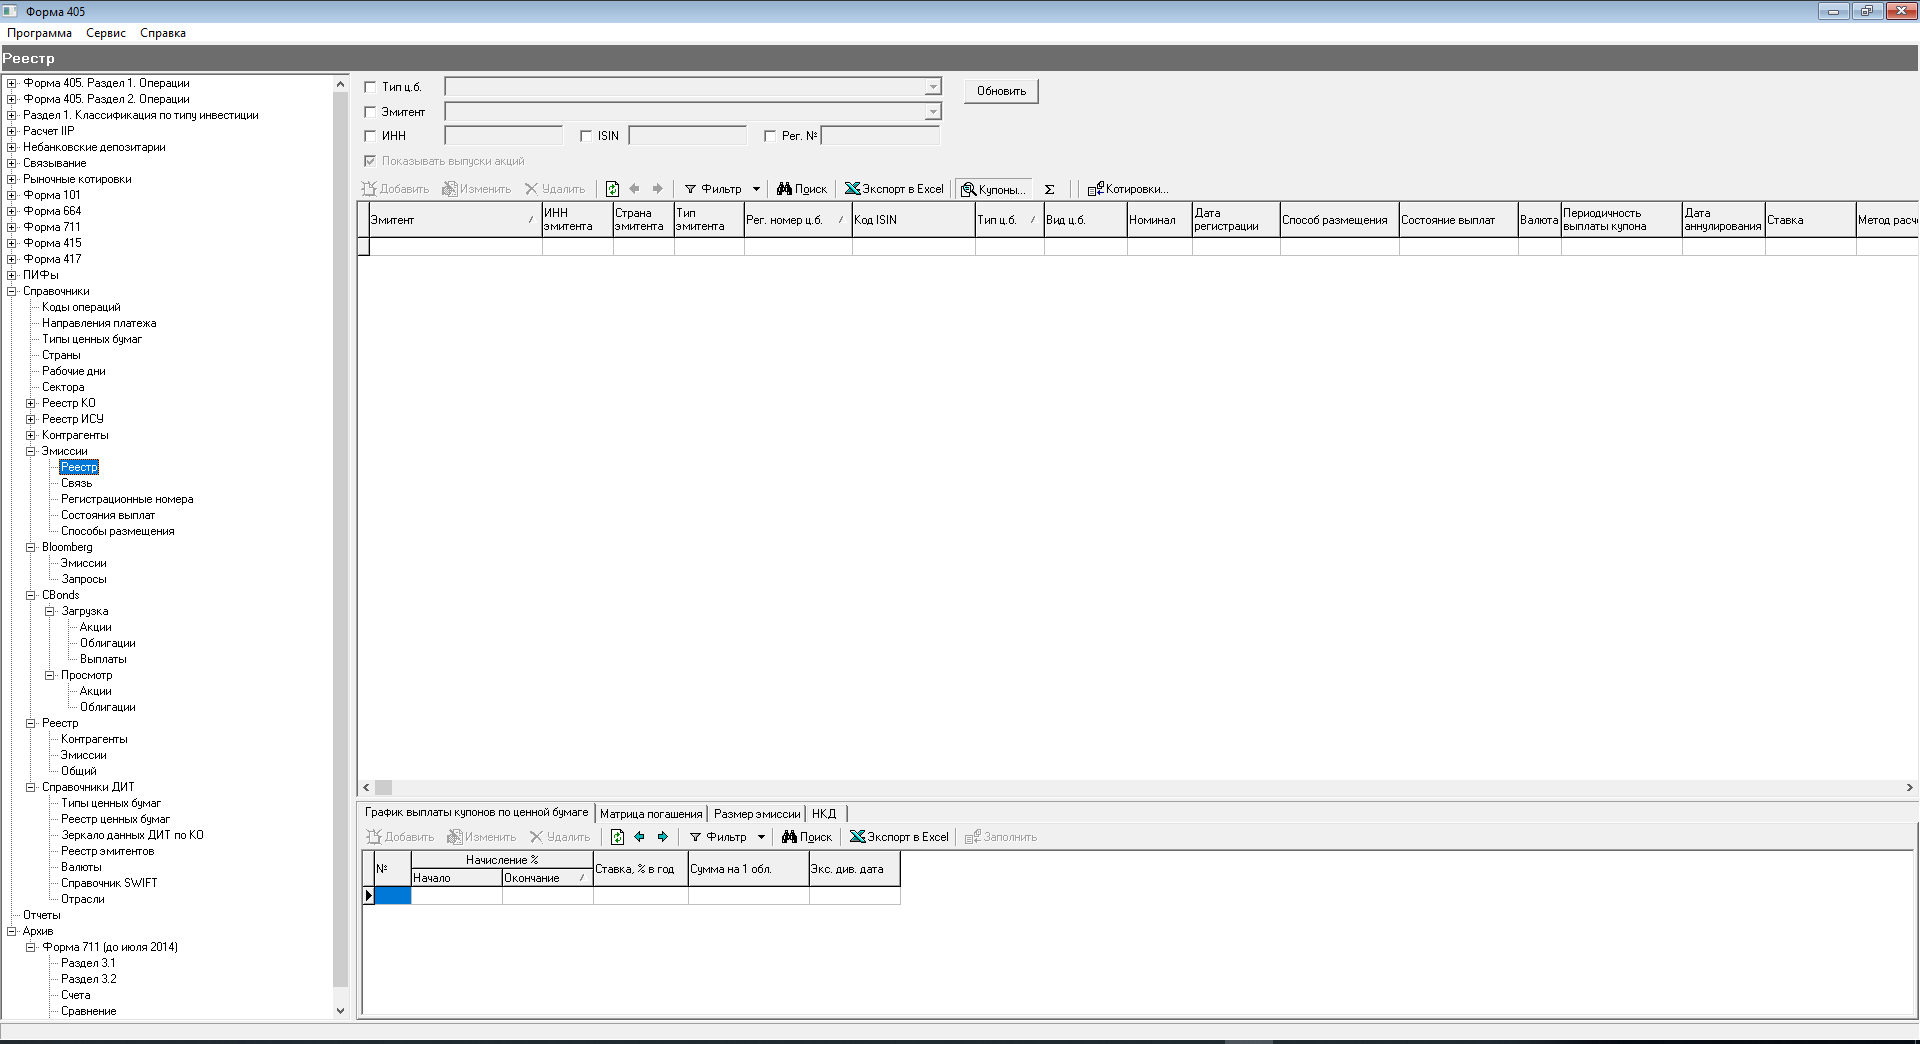 Форма 405
Программа Сервис Справка
Реестр
Форма 405. Раздел 1. Операции
Форма 405. Раздел 2. Операции
Раздел 1. Классификация по типу инвестиции
Расчет IIP
Небанковские депозитарии
Связывание
Рыночные котировки
Форма 101
Форма 664
Форма 711
Форма 415
Форма 417
ПИФы
Справочники
Коды операций
Направления платежа
Типы ценных бумаг
Страны
Рабочие дни
Сектора
Реестр КО
Реестр ИСУ
Контрагенты
Эмиссии
Реестр
Связь
Регистрационные номера
Состояния выплат
Способы размещения
Bloomberg
Эмиссии
Запросы
CBonds
Загрузка
Акции
Облигации
Выплаты
Просмотр
Акции
Облигации
Реестр
Контрагенты
Эмиссии
Общий
Справочники ДИТ
Типы ценных бумаг
Реестр ценных бумаг
Зеркало данных ДИТ по КО
Реестр эмитентов
Валюты
Справочник SWIFT
Отрасли
Отчеты
Архив
Форма 711 (до июля 2014)
Раздел 3.1
Раздел 3.2
Счета
Сравнение
Тип ц.б. Обновить
Эмитент
ИНН ISIN Рег. №
Показывать выпуски акций
Добавить Изменить Удалить Фильтр Поиск Экспорт в Excel Купоны... Σ Котировки...
Эмитент ИНН эмитента Страна эмитента Тип эмитента Рег. номер ц.б. Код ISIN Тип ц.б. Вид ц.б. Номинал Дата регистрации Способ размещения Состояние выплат Валюта Периодичность выплаты купона Дата аннулирования Ставка Метод расч
График выплаты купонов по ценной бумаге Матрица погашения Размер эмиссии НКД
Добавить Изменить Удалить Фильтр Поиск Экспорт в Excel Заполнить
№ Начисление % Ставка, % в год Сумма на 1 обл. Экс. див. дата
Начало Окончание